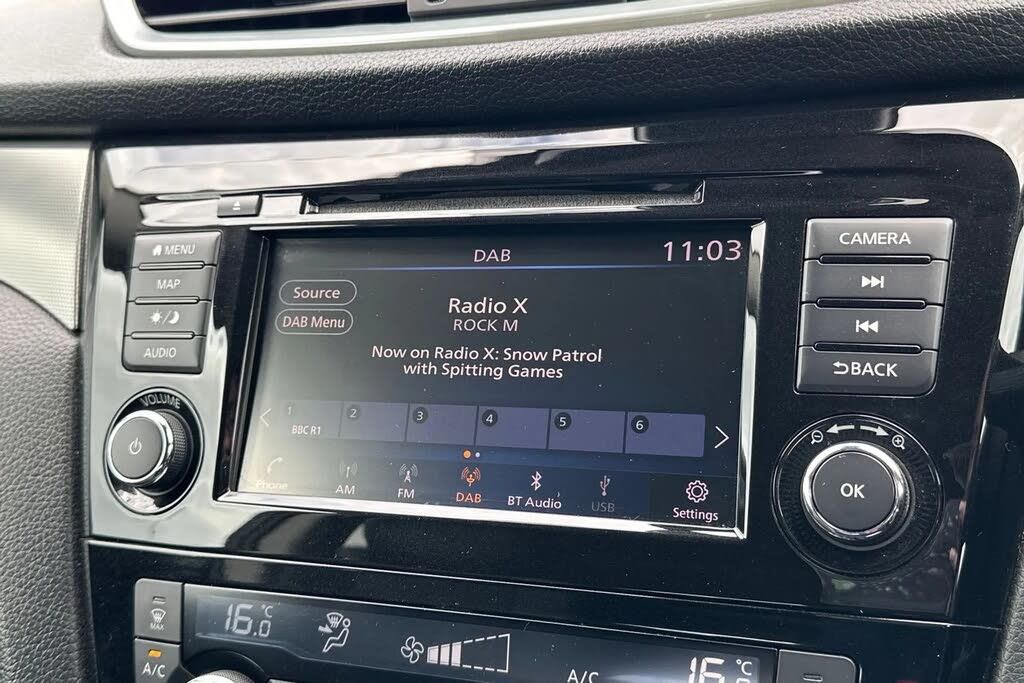 MENU
MAP
AUDIO
VOLUME
DAB
11:03
Source
DAB Menu
Radio X
ROCK M
Now on Radio X: Snow Patrol
with Spitting Games
1
2
3
4
5
6
BBC R1
Phone
AM
FM
DAB
BT Audio
USB
Settings
CAMERA
BACK
OK
MAX
A/C
16.0 °C
A/C
16 °C